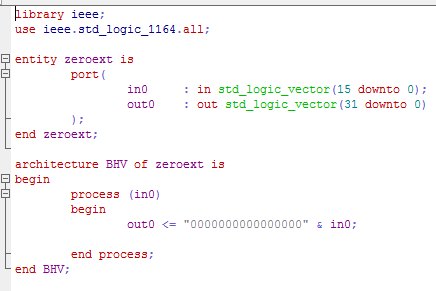 library ieee;
use ieee.std_logic_1164.all;
entity zeroext is
port(
in0 : in std_logic_vector(15 downto 0);
out0 : out std_logic_vector(31 downto 0)
);
end zeroext;
architecture BHV of zeroext is
begin
process (in0)
begin
out0 <= "0000000000000000" & in0;
end process;
end BHV;